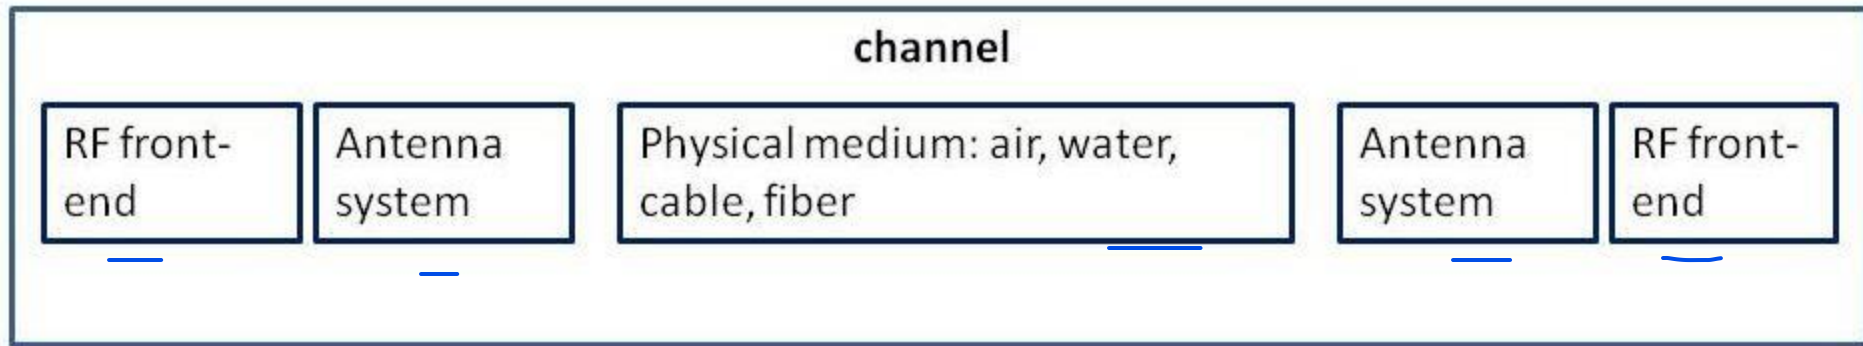 channel
RF front-
end
Antenna
system
Physical medium: air, water,
cable, fiber
Antenna
system
RF front-
end